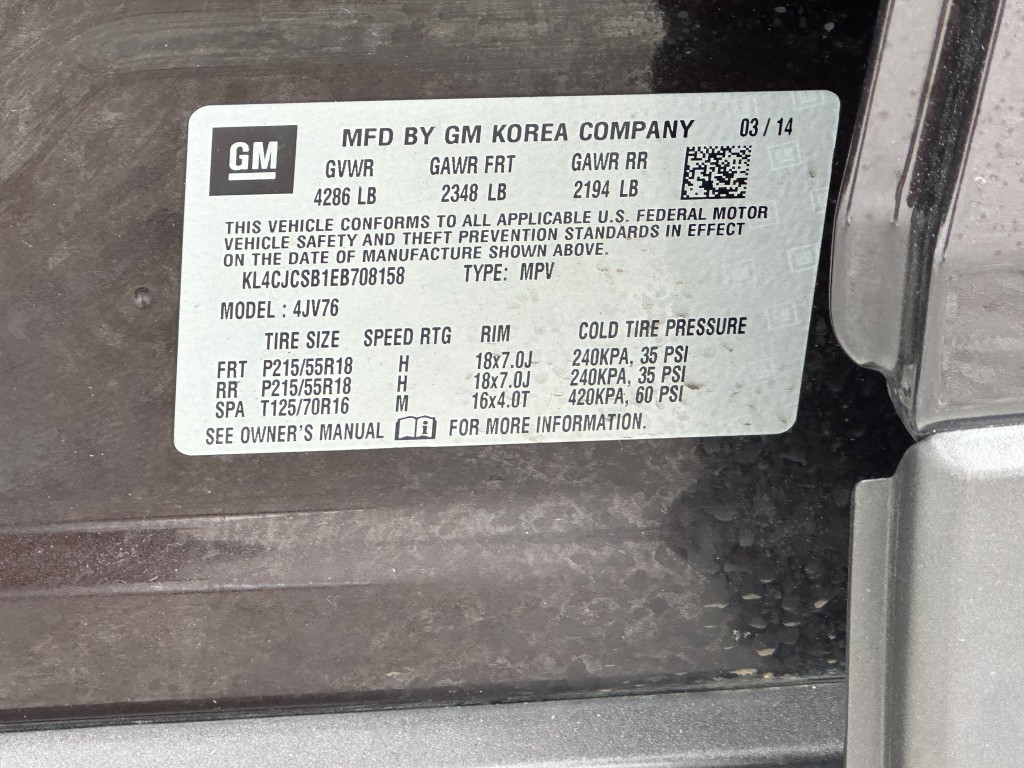 GM
MFD BY GM KOREA COMPANY 03 / 14
GVWR GAWR FRT GAWR RR
4286 LB 2348 LB 2194 LB
THIS VEHICLE CONFORMS TO ALL APPLICABLE U.S. FEDERAL MOTOR
VEHICLE SAFETY AND THEFT PREVENTION STANDARDS IN EFFECT
ON THE DATE OF MANUFACTURE SHOWN ABOVE.
KL4CJCSB1EB708158 TYPE: MPV
MODEL : 4JV76
TIRE SIZE SPEED RTG RIM COLD TIRE PRESSURE
FRT P215/55R18 H 18x7.0J 240KPA, 35 PSI
RR P215/55R18 H 18x7.0J 240KPA, 35 PSI
SPA T125/70R16 M 16x4.0T 420KPA, 60 PSI
SEE OWNER'S MANUAL i FOR MORE INFORMATION.